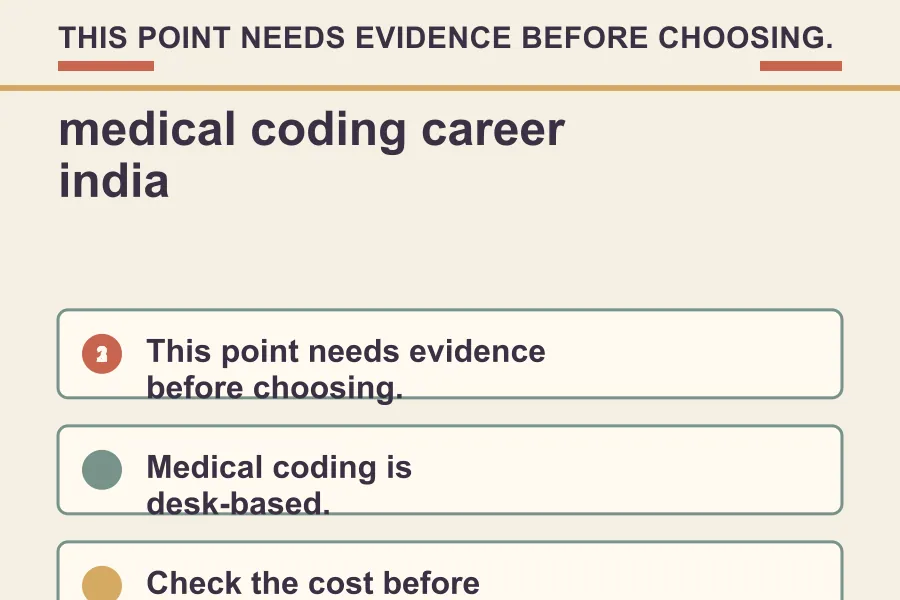 THIS POINT NEEDS EVIDENCE BEFORE CHOOSING.
medical coding career
india
This point needs evidence
before choosing.
Medical coding is
desk-based.
Check the cost before